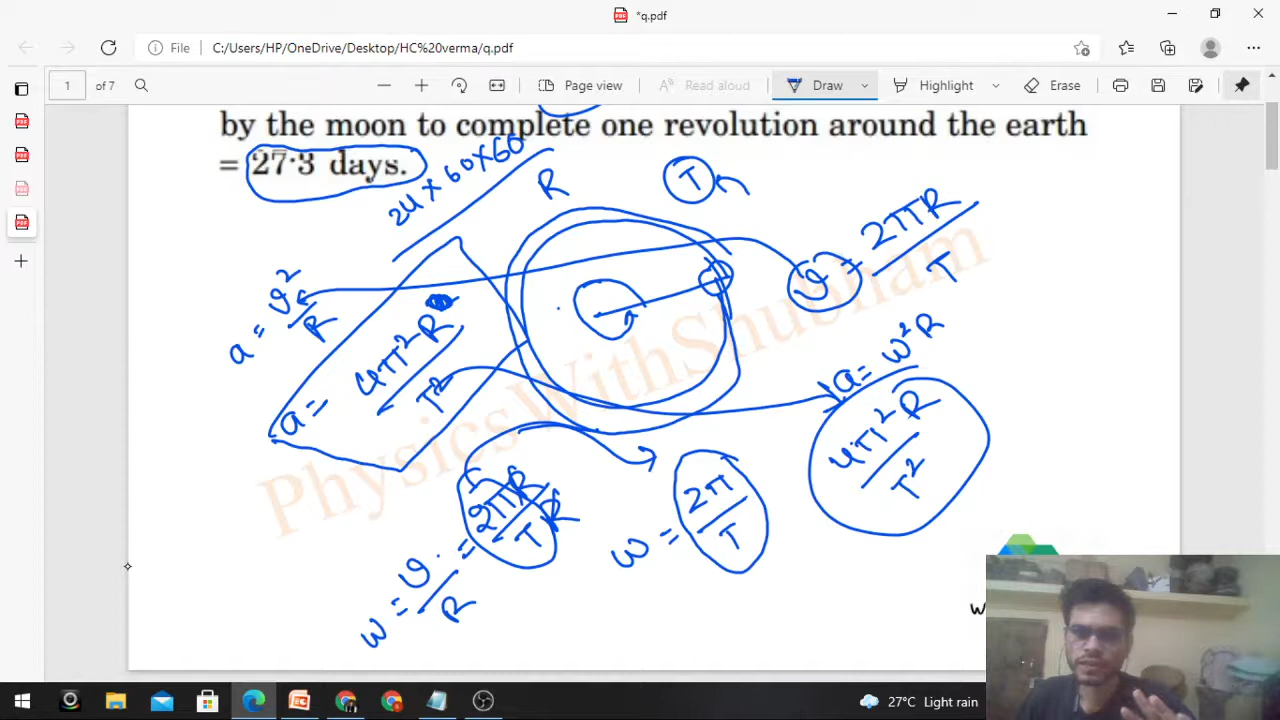 *q.pdf
File C:/Users/HP/OneDrive/Desktop/HC%20verma/q.pdf
1 of 7 Page view Read aloud Draw Highlight Erase
by the moon to complete one revolution around the earth
= 27·3 days.
24 × 60 × 60
R
T
v = 2πR/T
a = v²/R
a = 4π²R/T²
a = ω²R
4π²R/T²
ω = v/R = 2πR/TR
ω = 2π/T
PhysicsWithShubham
W
27°C Light rain